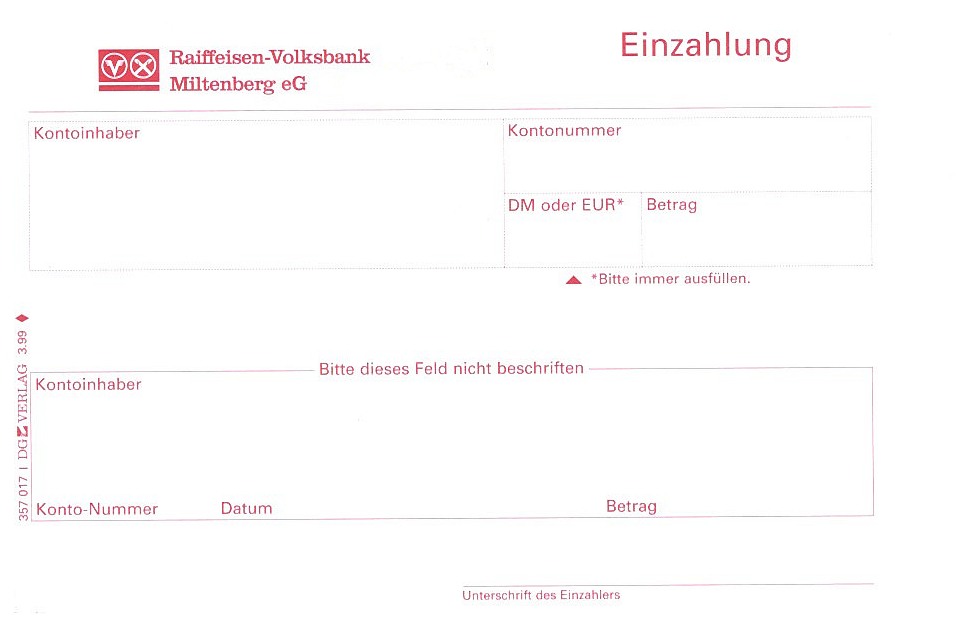 Raiffeisen-Volksbank
Miltenberg eG
Einzahlung
Kontoinhaber
Kontonummer
DM oder EUR*
Betrag
*Bitte immer ausfüllen.
Bitte dieses Feld nicht beschriften
Kontoinhaber
Konto-Nummer
Datum
Betrag
Unterschrift des Einzahlers
357 017 I DG VERLAG 3.99